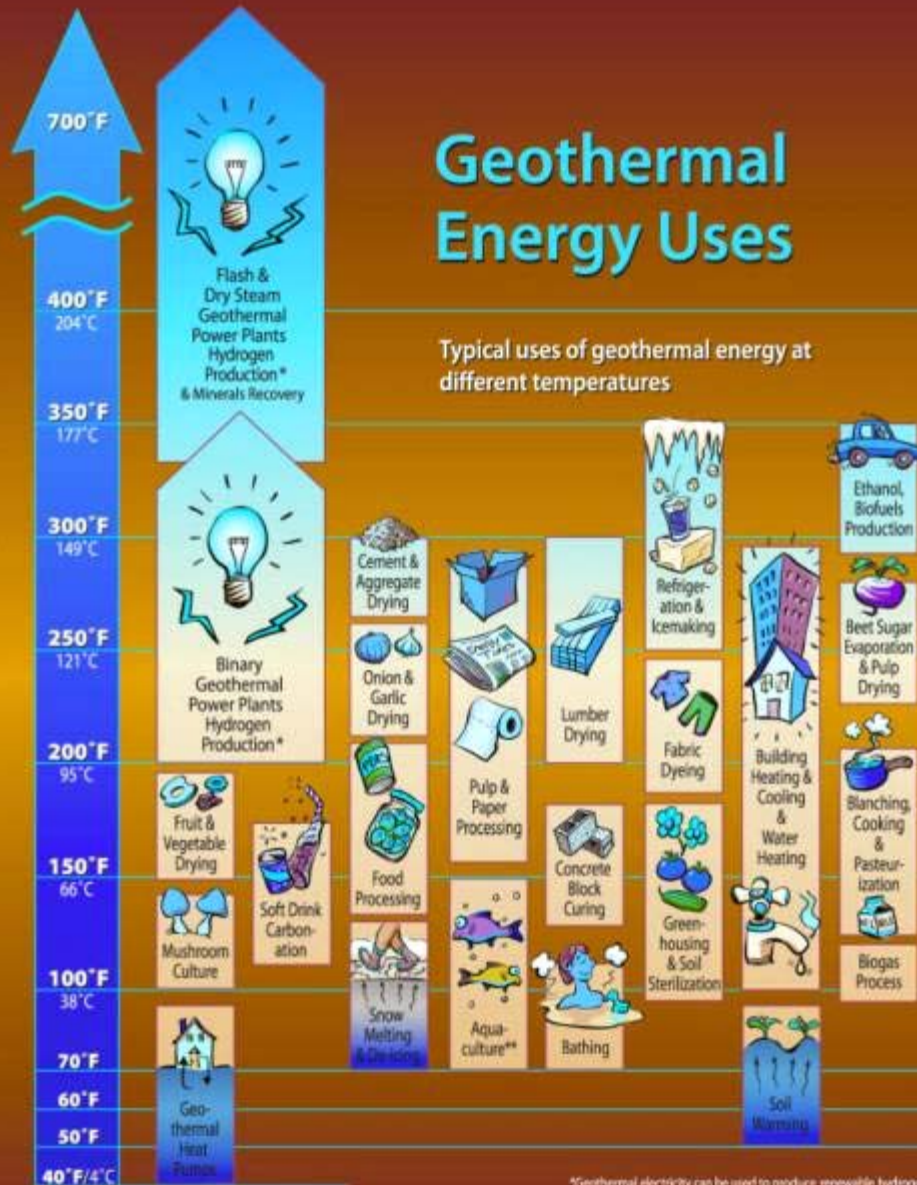 Geothermal
Energy Uses
Typical uses of geothermal energy at
different temperatures
700°F
400°F
204°C
350°F
177°C
300°F
149°C
250°F
121°C
200°F
95°C
150°F
66°C
100°F
38°C
70°F
60°F
50°F
40°F/4°C
Flash &
Dry Steam
Geothermal
Power Plants
Hydrogen
Production*
& Minerals Recovery
Binary
Geothermal
Power Plants
Hydrogen
Production*
Fruit &
Vegetable
Drying
Mushroom
Culture
Geo-
thermal
Heat
Pumps
Soft Drink
Carbon-
ation
Cement &
Aggregate
Drying
Onion &
Garlic
Drying
Food
Processing
Snow
Melting
& De-icing
Pulp &
Paper
Processing
Aqua-
culture**
Lumber
Drying
Concrete
Block
Curing
Bathing
Refriger-
ation &
Icemaking
Fabric
Dyeing
Green-
housing
& Soil
Sterilization
Building
Heating &
Cooling
&
Water
Heating
Soil
Warming
Ethanol,
Biofuels
Production
Beet Sugar
Evaporation
& Pulp
Drying
Blanching,
Cooking
&
Pasteur-
ization
Biogas
Process
*Geothermal electricity can be used to produce renewable hydrogen